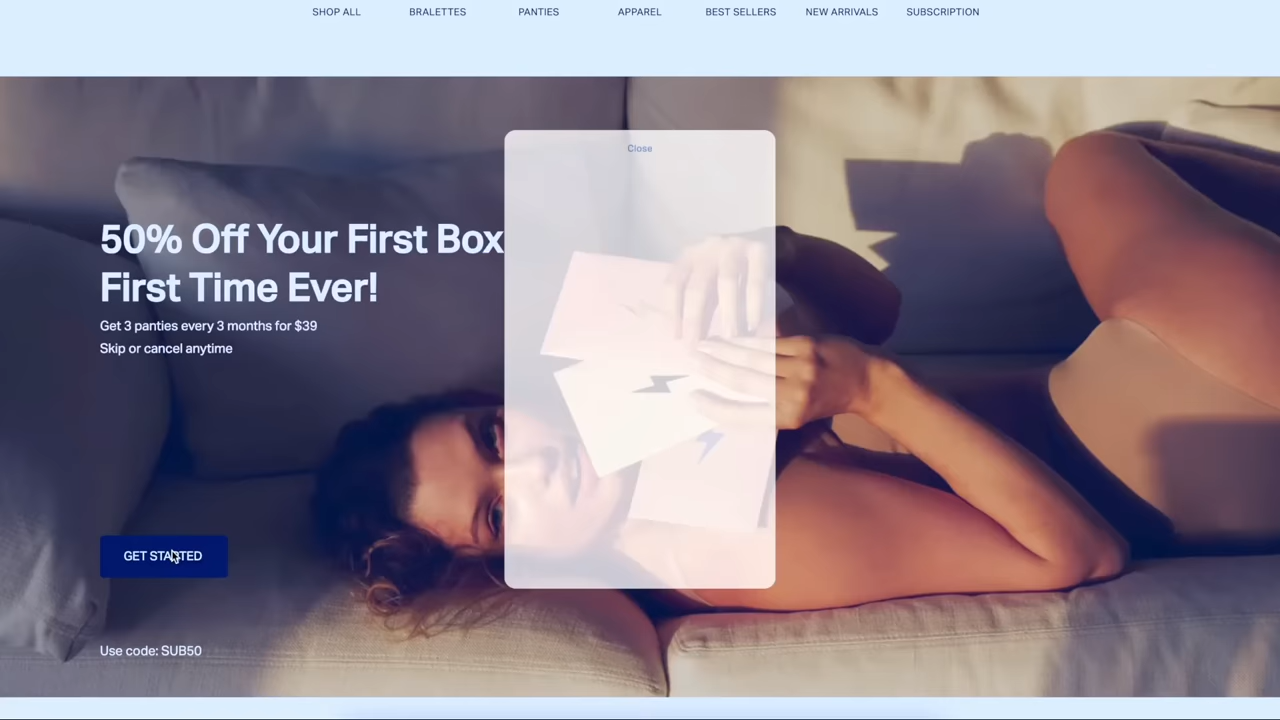 SHOP ALL BRALETTES PANTIES APPAREL BEST SELLERS NEW ARRIVALS SUBSCRIPTION
Close
50% Off Your First Box
First Time Ever!
Get 3 panties every 3 months for $39
Skip or cancel anytime
GET STARTED
Use code: SUB50